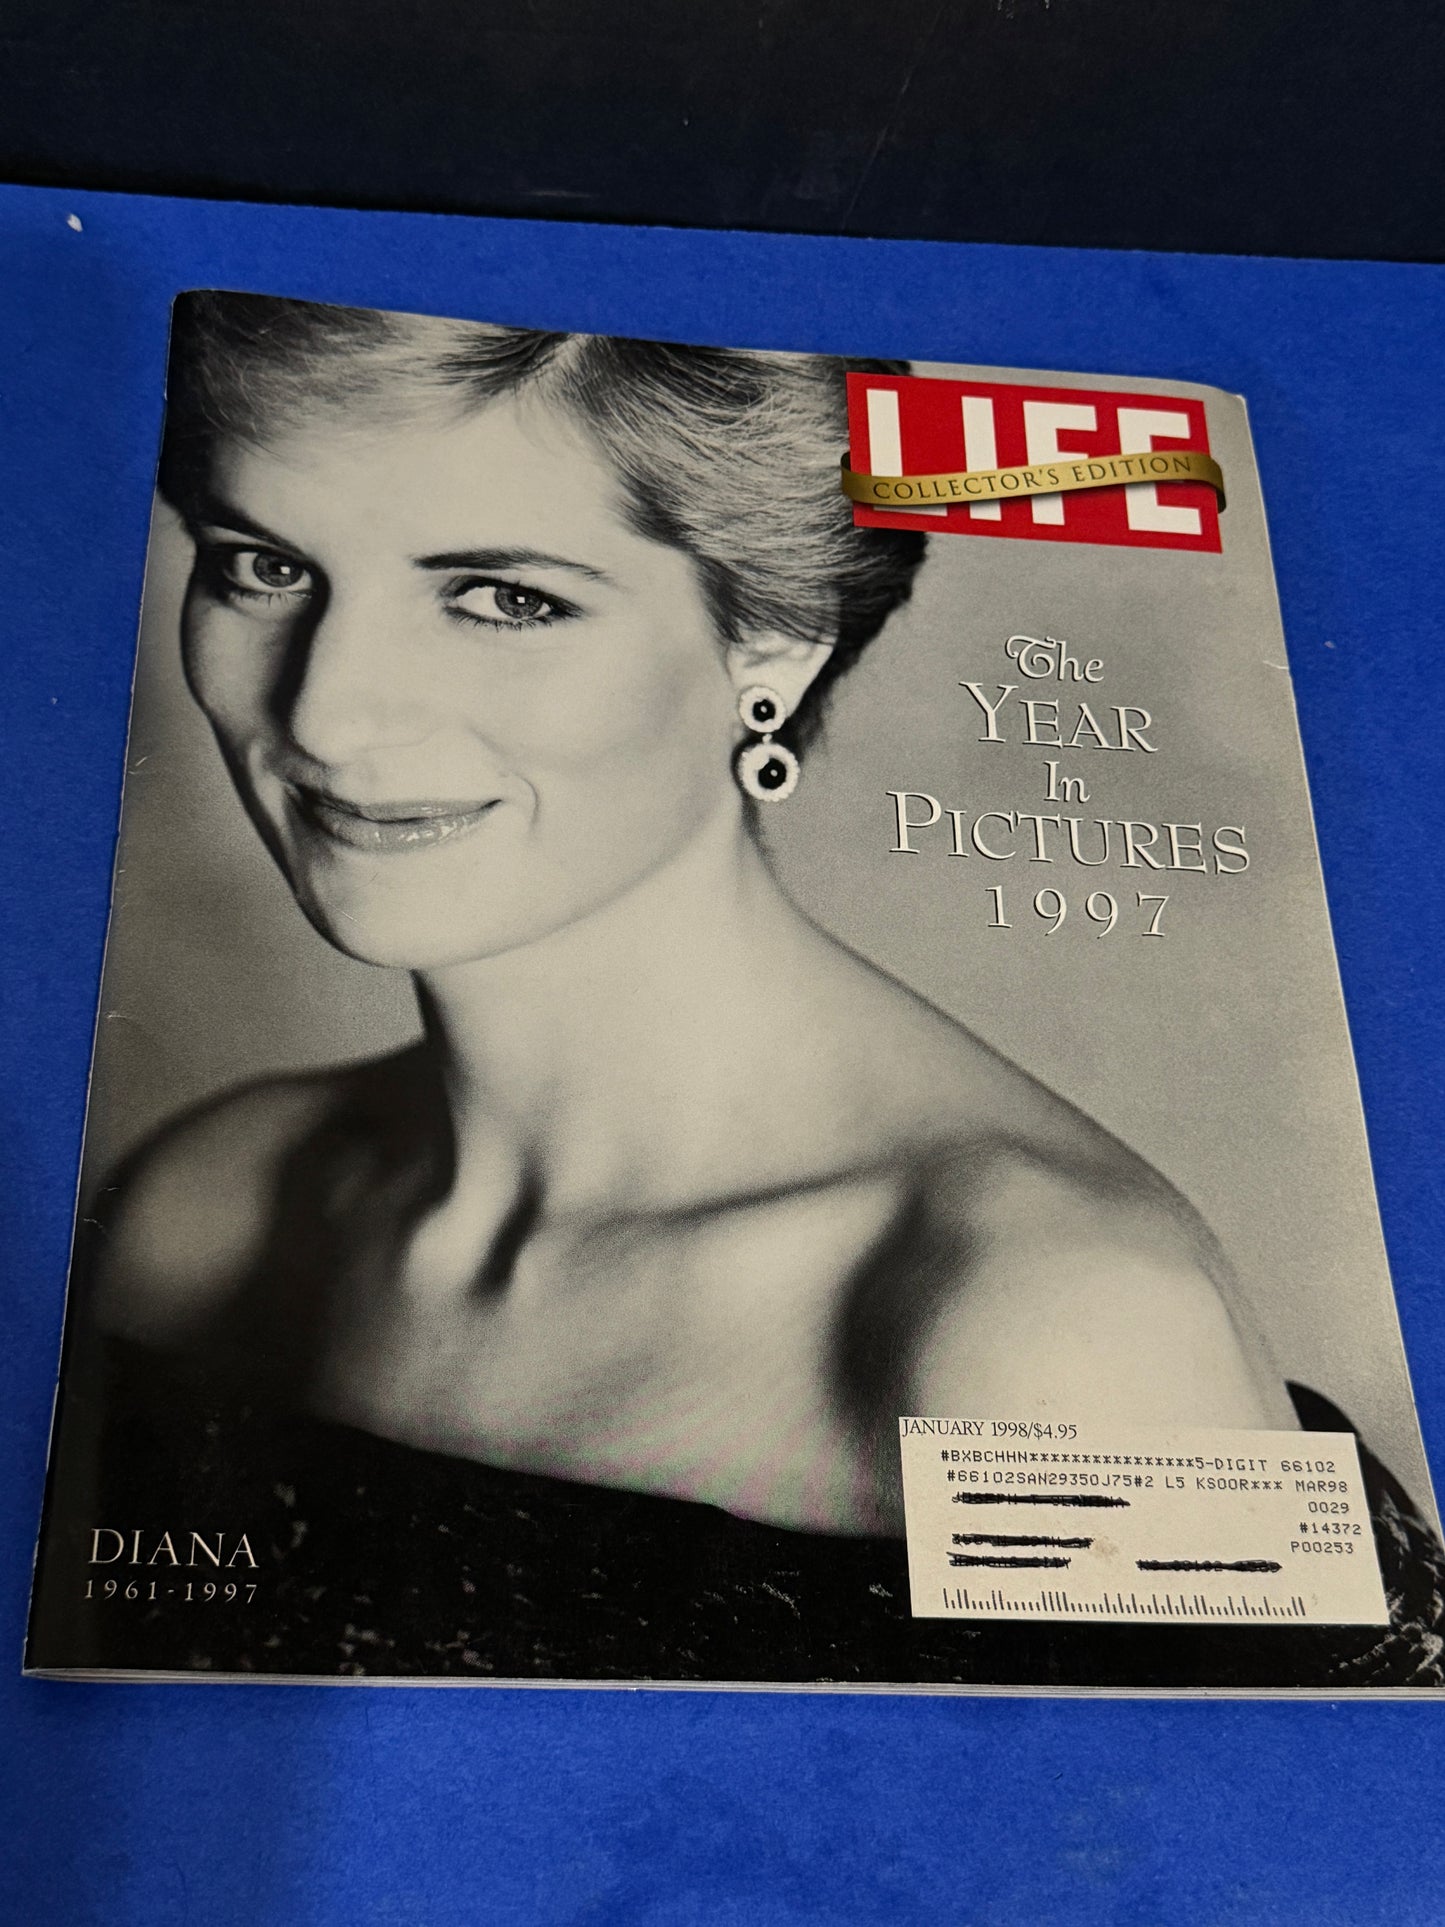 LIFE
COLLECTOR'S EDITION
The
YEAR
In
PICTURES
1997
JANUARY 1998/$4.95
#BXBCHHN****************5-DIGIT 66102
#66102SAN29350J75#2 L5 KSOOR*** MAR98
0029
#14372
P00253
DIANA
1961-1997